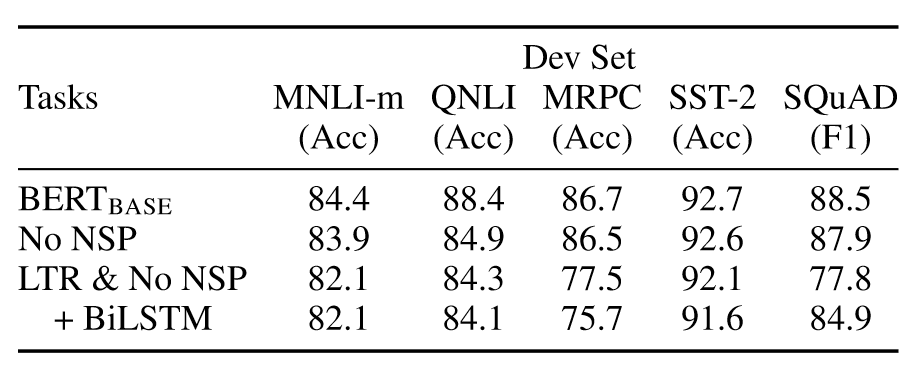 Dev Set
Tasks MNLI-m QNLI MRPC SST-2 SQuAD
(Acc) (Acc) (Acc) (Acc) (F1)
BERTBASE 84.4 88.4 86.7 92.7 88.5
No NSP 83.9 84.9 86.5 92.6 87.9
LTR & No NSP 82.1 84.3 77.5 92.1 77.8
+ BiLSTM 82.1 84.1 75.7 91.6 84.9